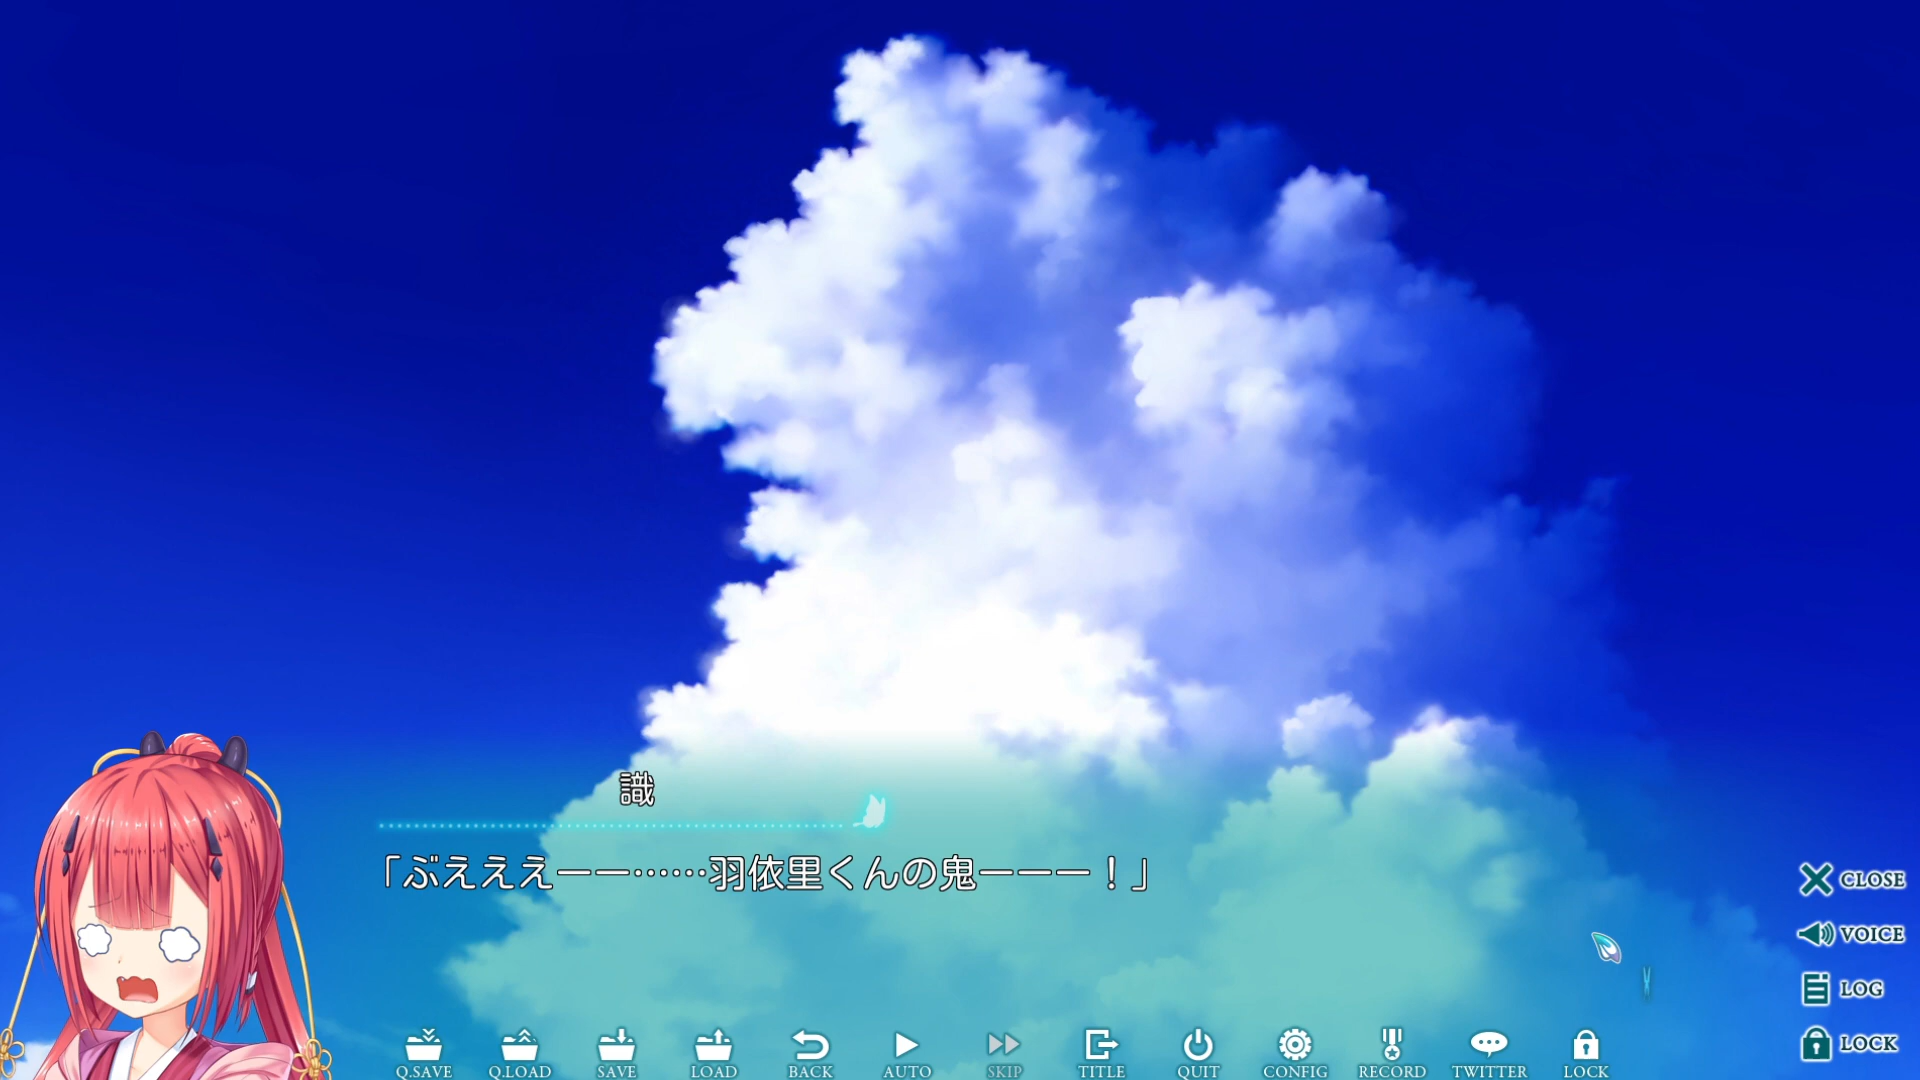 識
「ぶえええーー……羽依里くんの鬼ーーー！」
CLOSE
VOICE
LOG
LOCK
Q.SAVE
Q.LOAD
SAVE
LOAD
BACK
AUTO
SKIP
TITLE
QUIT
CONFIG
RECORD
TWITTER
LOCK